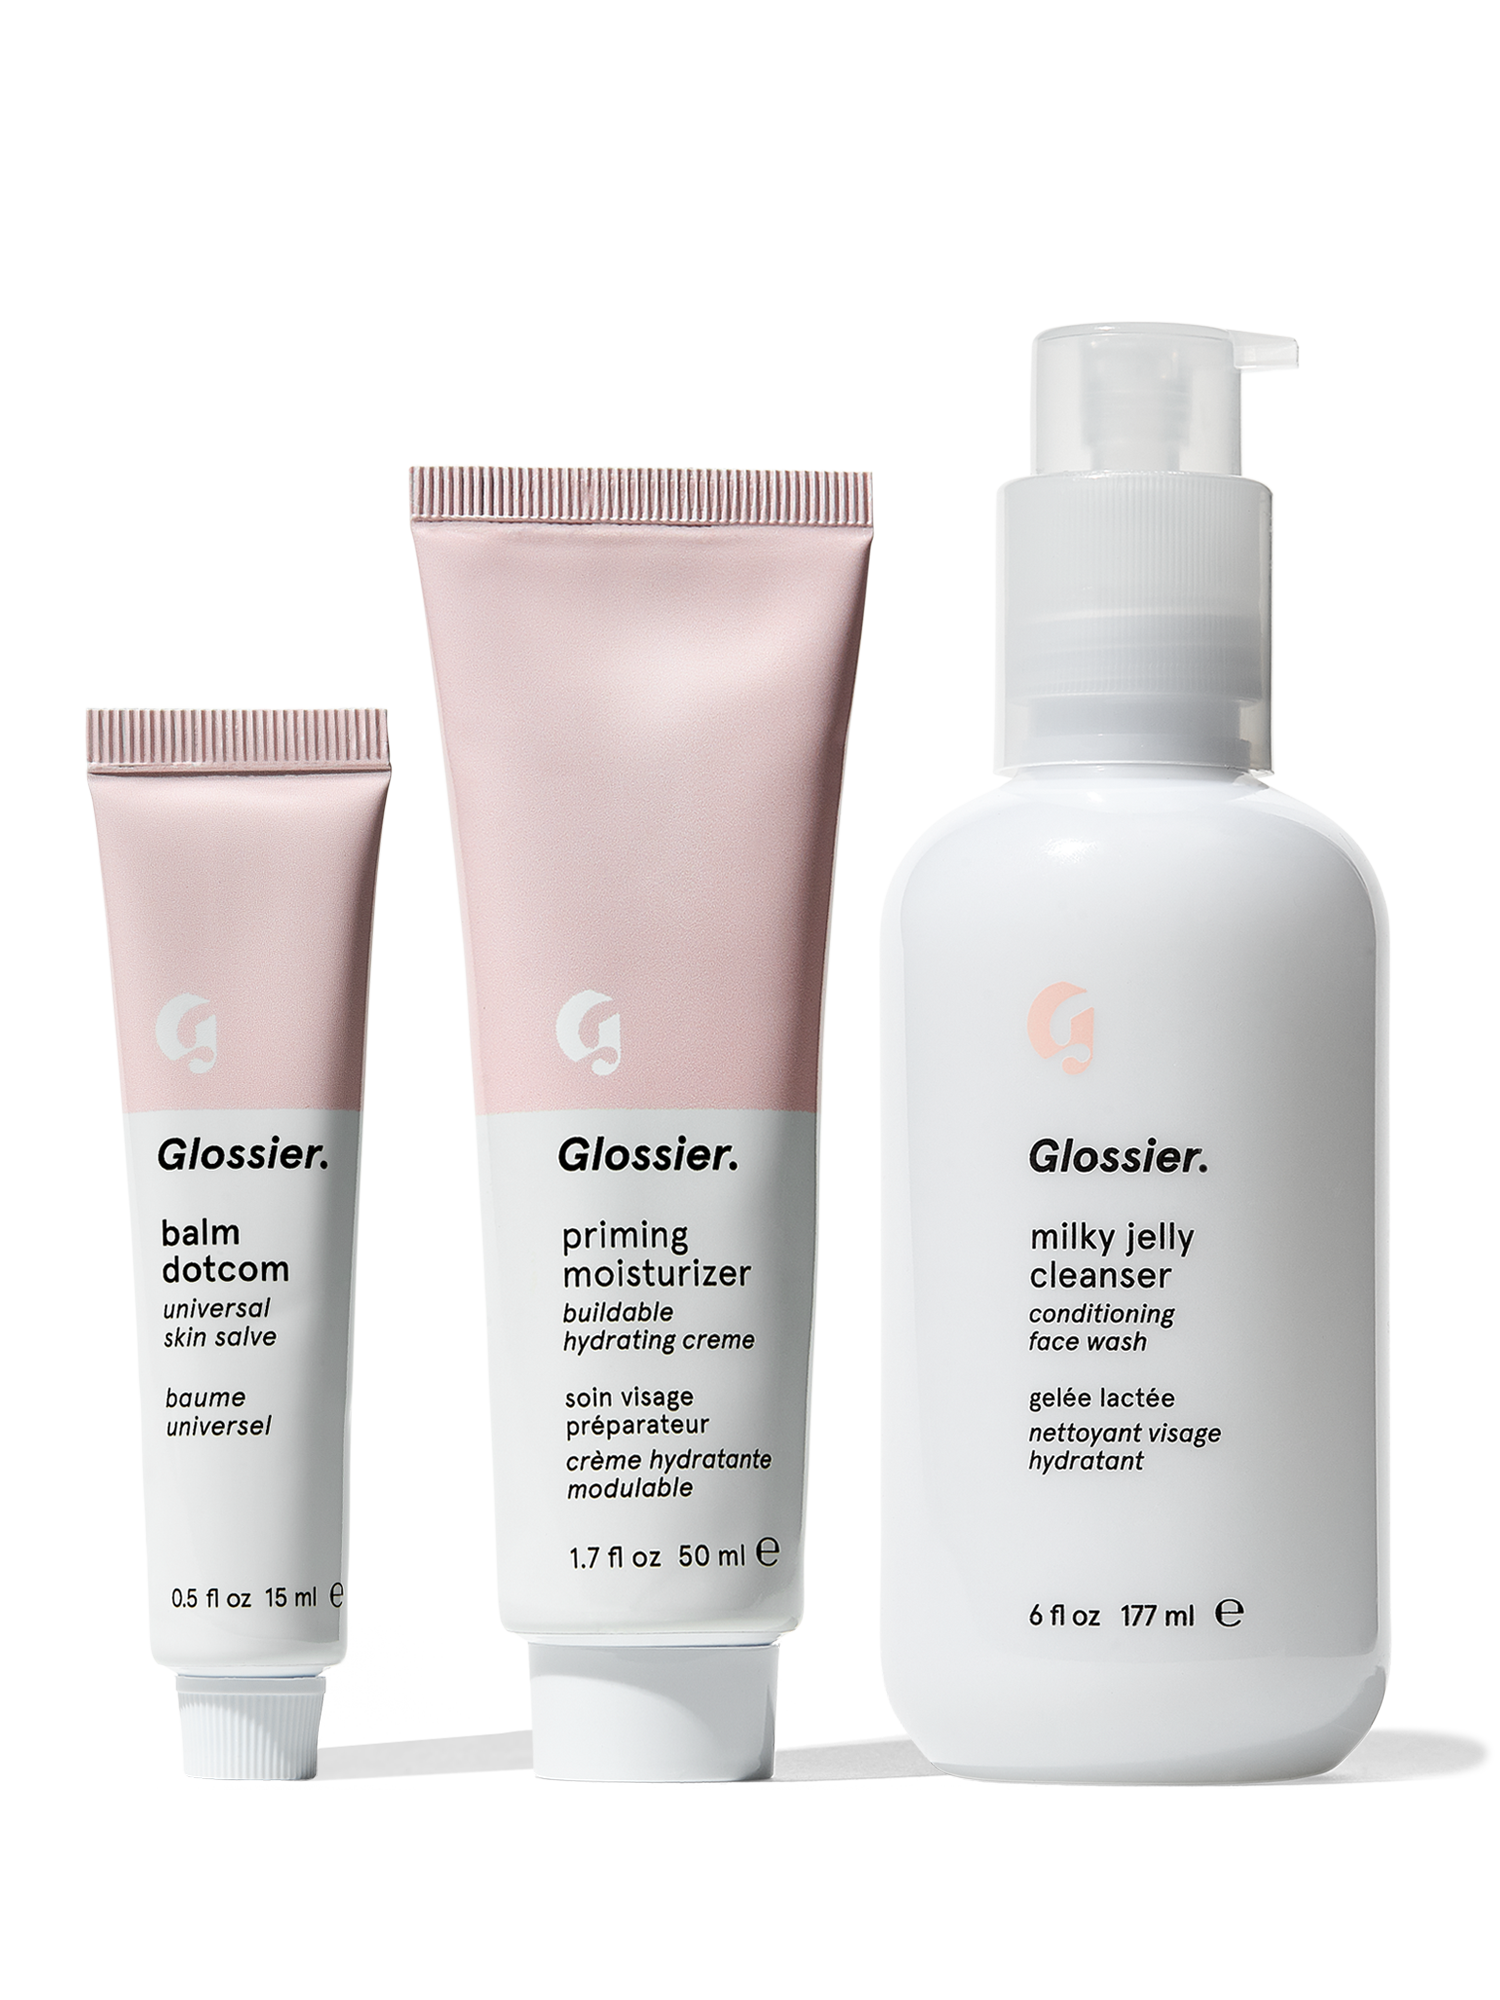 G
Glossier.
balm
dotcom
universal
skin salve
baume
universel
0.5 fl oz 15 ml ℮
G
Glossier.
priming
moisturizer
buildable
hydrating creme
soin visage
préparateur
crème hydratante
modulable
1.7 fl oz 50 ml ℮
G
Glossier.
milky jelly
cleanser
conditioning
face wash
gelée lactée
nettoyant visage
hydratant
6 fl oz 177 ml ℮